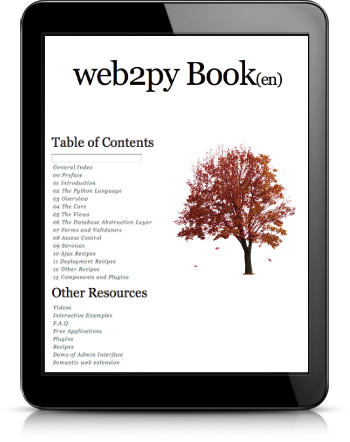 web2py Book(en)
Table of Contents
General Index
00 Preface
01 Introduction
02 The Python Language
03 Overview
04 The Core
05 The Views
06 The Database Abstraction Layer
07 Forms and Validators
08 Access Control
09 Services
10 Ajax Recipes
11 Deployment Recipes
12 Other Recipes
13 Components and Plugins
Other Resources
Videos
Interactive Examples
F.A.Q.
Free Applications
Plugins
Recipes
Demo of Admin Interface
Semantic web extension